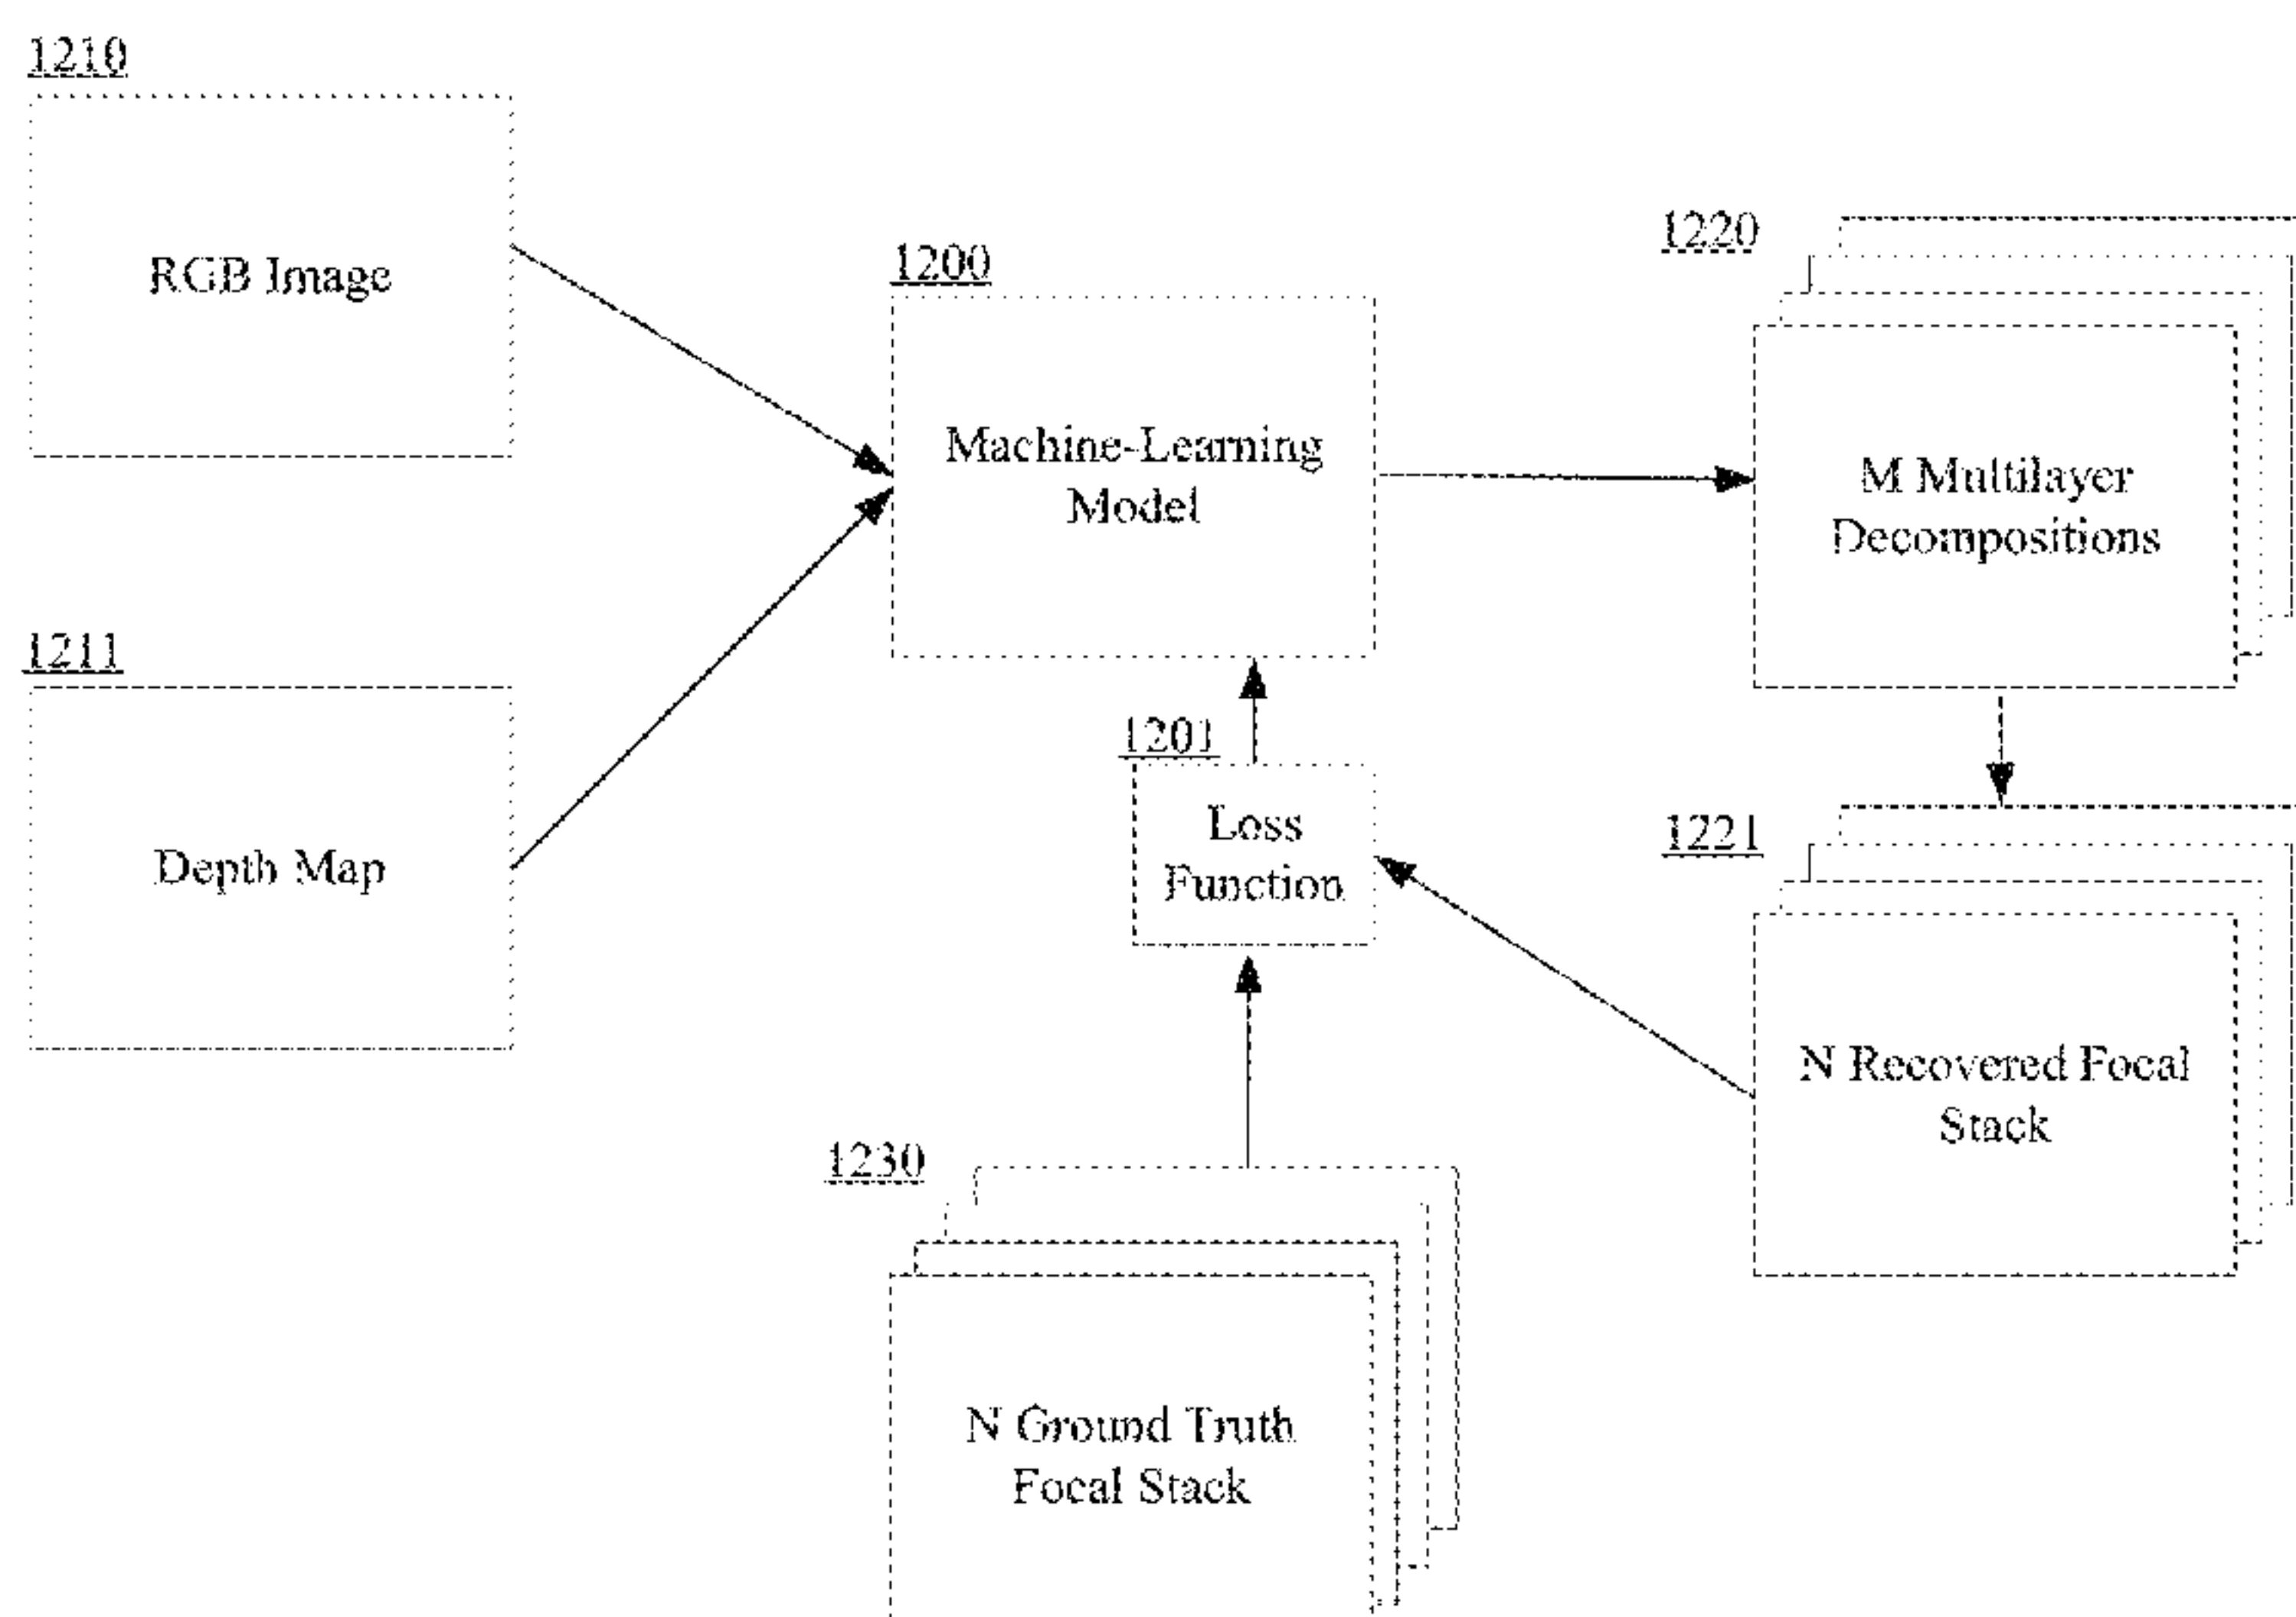 1210
RGB Image
1200
Machine-Learning
Model
1220
M Multilayer
Decompositions
1211
Depth Map
1201
Loss
Function
1221
N Recovered Focal
Stack
1230
N Ground Truth
Focal Stack